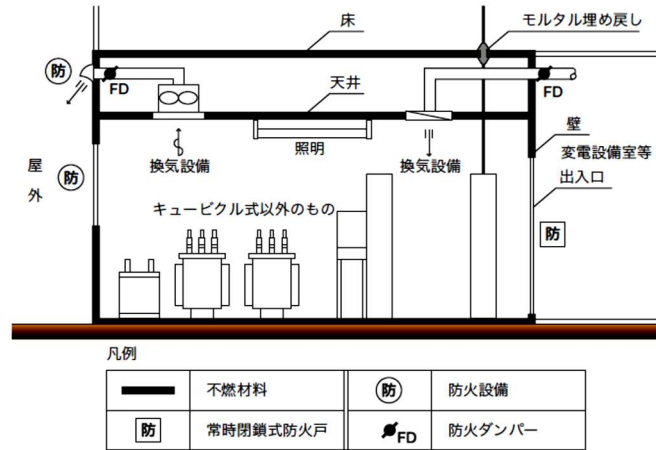 床
モルタル埋め戻し
防
FD
天井
FD
壁
換気設備
照明
換気設備
変電設備室等
出入口
屋外
防
キュービクル式以外のもの
防
凡例
不燃材料
防
防火設備
防
常時閉鎖式防火戸
FD
防火ダンパー